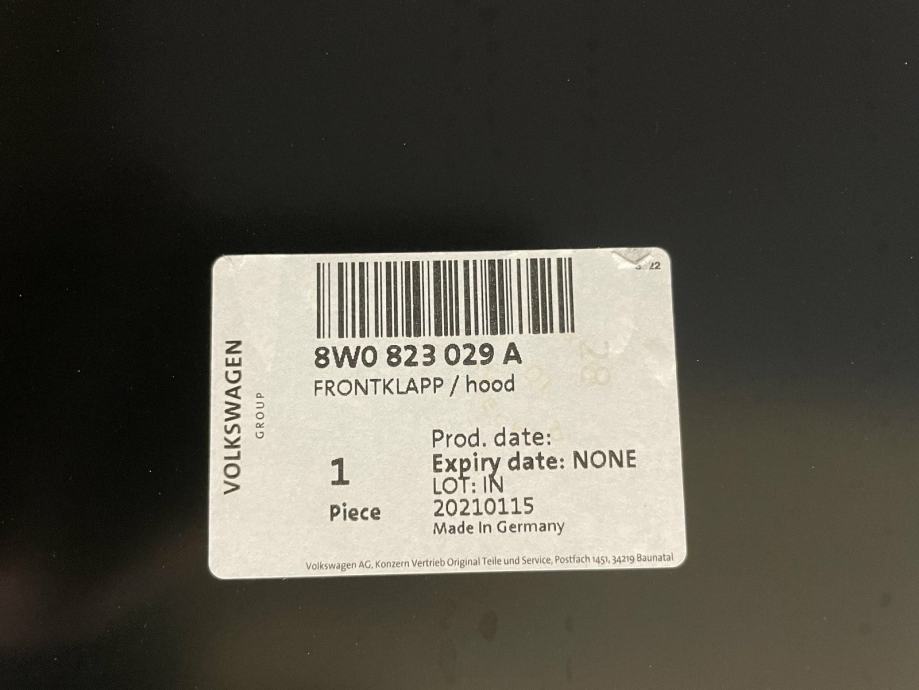 VOLKSWAGEN
GROUP
22
8W0 823 029 A
FRONTKLAPP / hood
1
Piece
Prod. date:
Expiry date: NONE
LOT: IN
20210115
Made In Germany
Volkswagen AG, Konzern Vertrieb Original Teile und Service, Postfach 1451, 34219 Baunatal